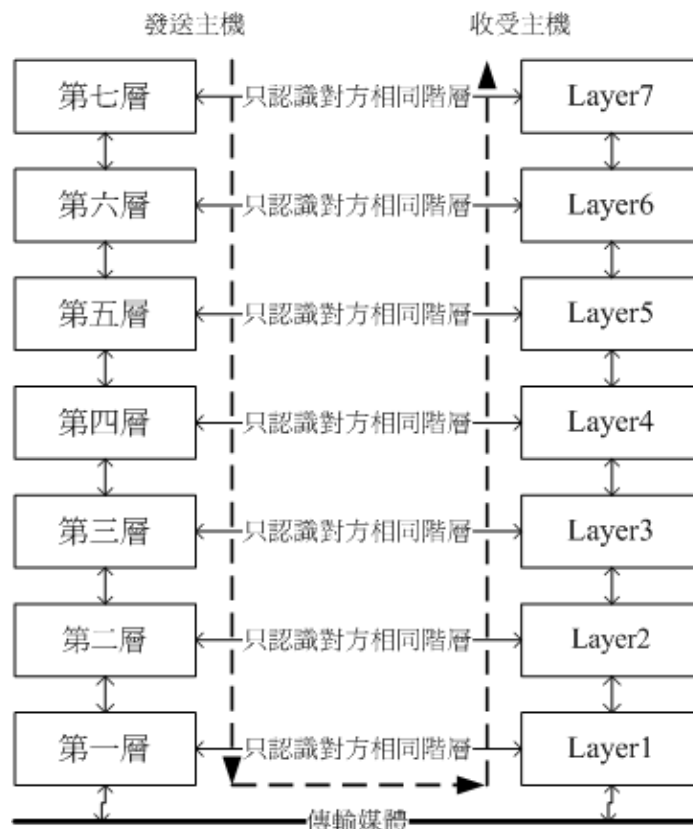 發送主機 收受主機
第七層 只認識對方相同階層 Layer7
第六層 只認識對方相同階層 Layer6
第五層 只認識對方相同階層 Layer5
第四層 只認識對方相同階層 Layer4
第三層 只認識對方相同階層 Layer3
第二層 只認識對方相同階層 Layer2
第一層 只認識對方相同階層 Layer1
傳輸媒體